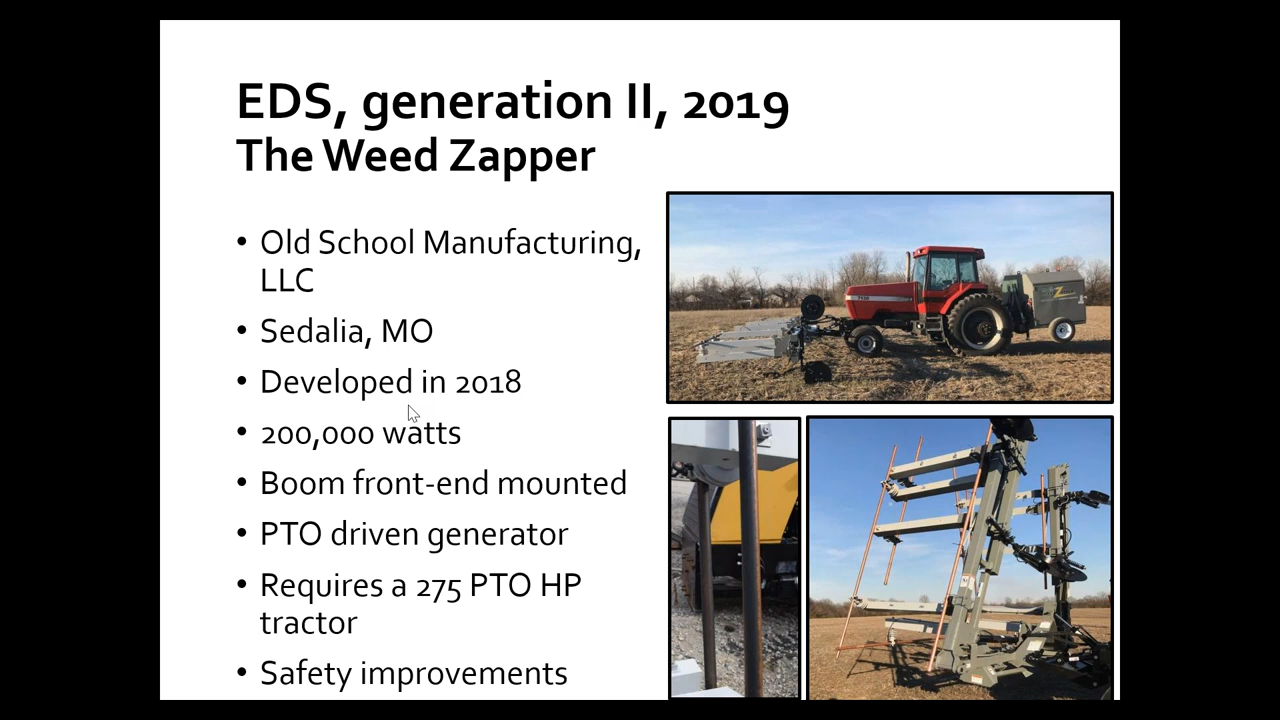 EDS, generation II, 2019
The Weed Zapper
• Old School Manufacturing,
LLC
• Sedalia, MO
• Developed in 2018
• 200,000 watts
• Boom front-end mounted
• PTO driven generator
• Requires a 275 PTO HP
tractor
• Safety improvements